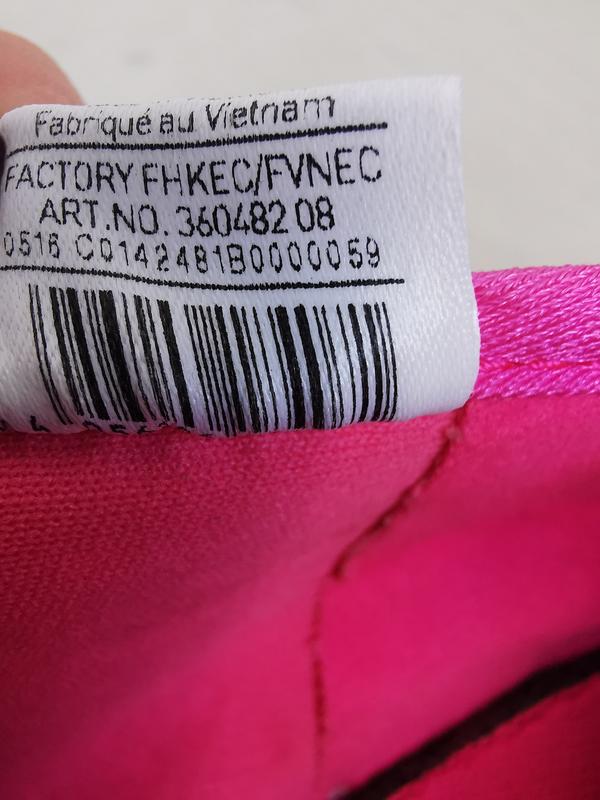 Fabriqué au Vietnam
FACTORY FHKEC/FVNEC
ART.NO. 360482 08
0516 C0142481B0000059